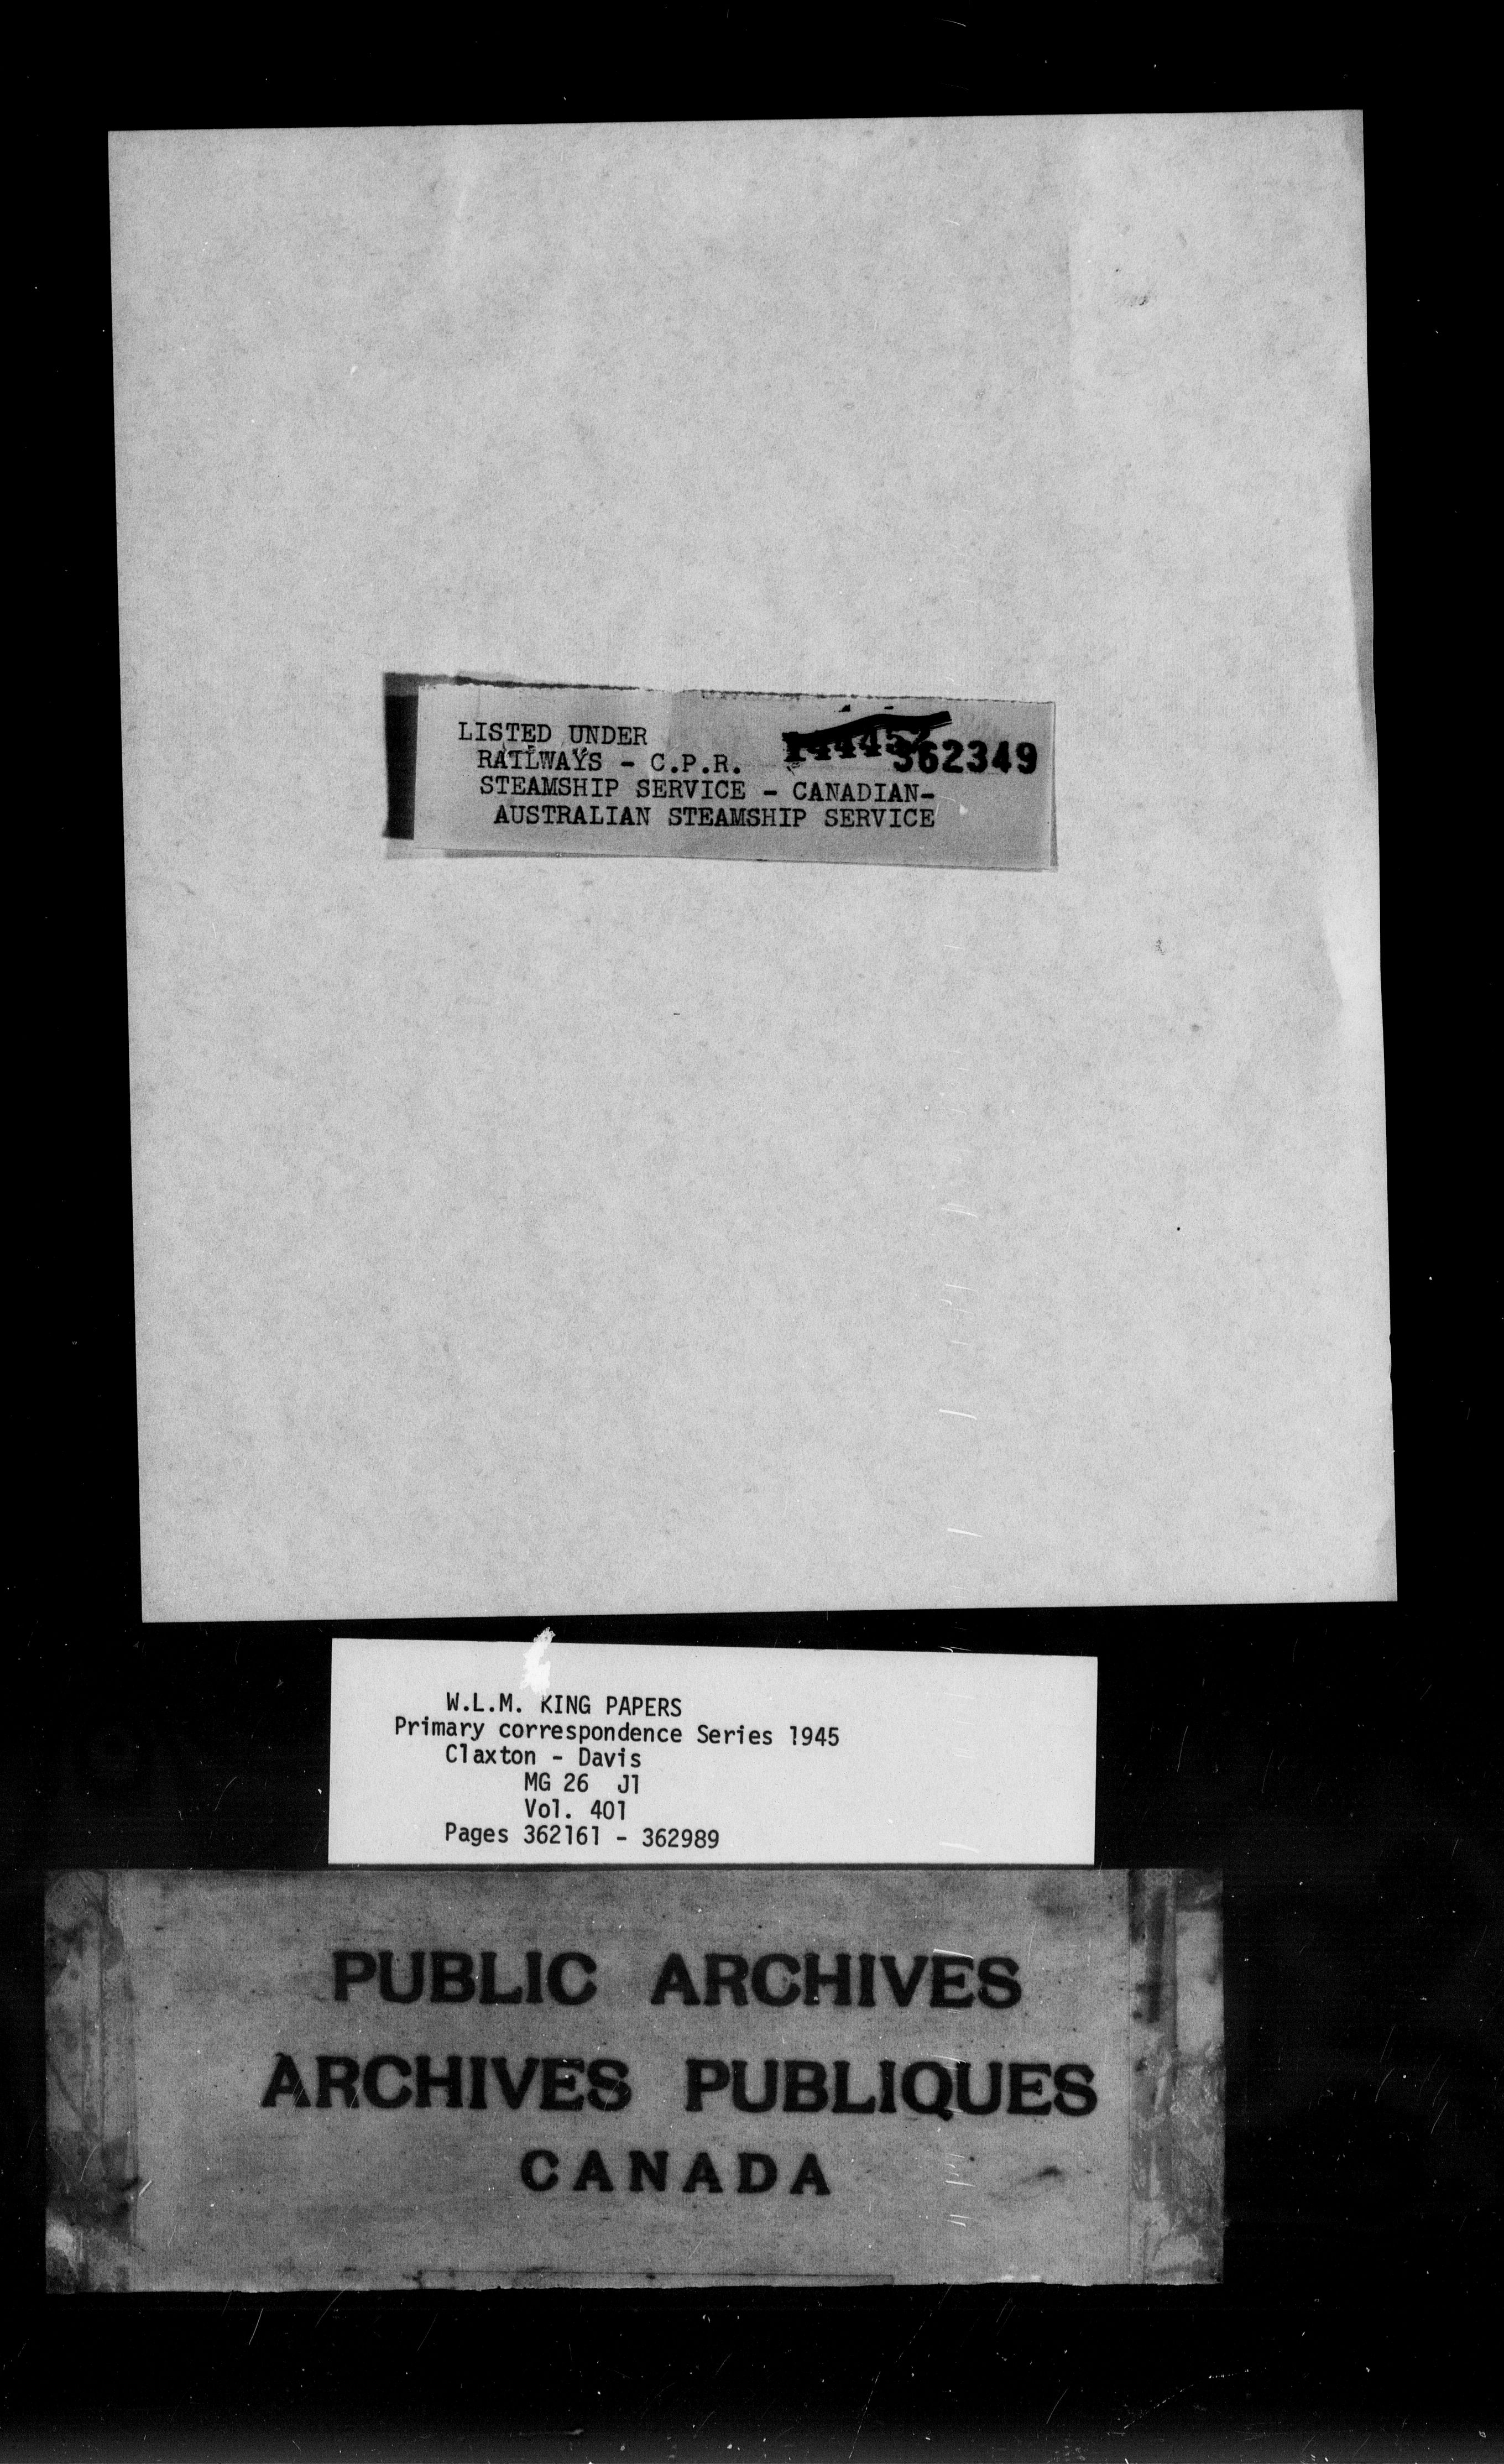 LISTED UNDER
RAILWAYS - C.P.R. 362349
STEAMSHIP SERVICE - CANADIAN-
AUSTRALIAN STEAMSHIP SERVICE
W.L.M. KING PAPERS
Primary correspondence Series 1945
Claxton - Davis
MG 26 J1
Vol. 401
Pages 362161 - 362989
PUBLIC ARCHIVES
ARCHIVES PUBLIQUES
CANADA